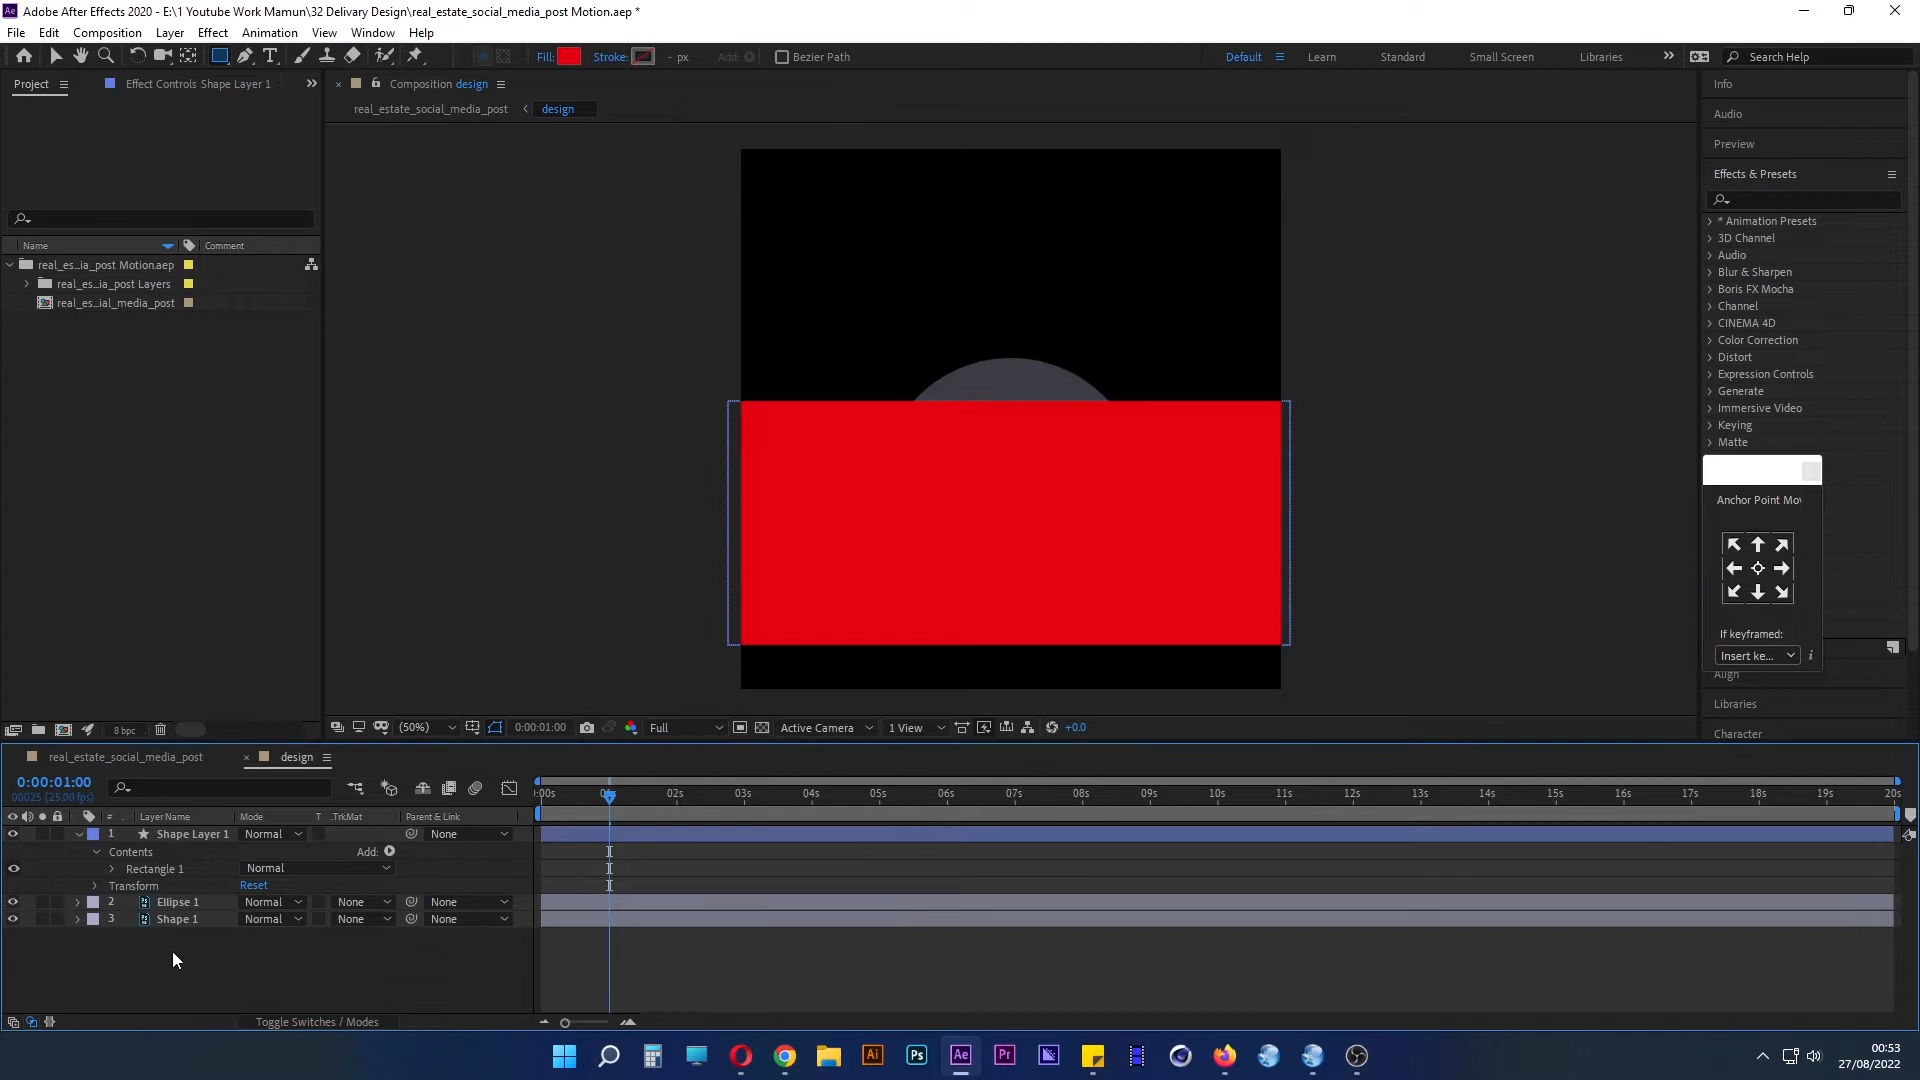 Adobe After Effects 2020 - E:\1 Youtube Work Mamun\32 Delivary Design\real_estate_social_media_post Motion.aep *
File Edit Composition Layer Effect Animation View Window Help
Fill: Stroke: - px Add: Bezier Path Default Learn Standard Small Screen Libraries Search Help
Project Effect Controls Shape Layer 1
Composition design
real_estate_social_media_post design
Name Comment
real_es...ia_post Motion.aep
real_es...ia_post Layers
real_es...ial_media_post
Info
Audio
Preview
Effects & Presets
* Animation Presets
3D Channel
Audio
Blur & Sharpen
Boris FX Mocha
Channel
CINEMA 4D
Color Correction
Distort
Expression Controls
Generate
Immersive Video
Keying
Matte
Anchor Point Mov
If keyframed:
Insert ke...
Align
Libraries
Character
8 bpc
(50%) 0:00:01:00 Full Active Camera 1 View +0.0
real_estate_social_media_post design
0:00:01:00
00025 (25.00 fps)
:00s 02s 03s 04s 05s 06s 07s 08s 09s 10s 11s 12s 13s 14s 15s 16s 17s 18s 19s 20s
# Layer Name Mode T .TrkMat Parent & Link
1 Shape Layer 1 Normal None
Contents Add:
Rectangle 1 Normal
Transform Reset
2 Ellipse 1 Normal None None
3 Shape 1 Normal None None
Toggle Switches / Modes
Ai Ps Ae Pr
00:53
27/08/2022